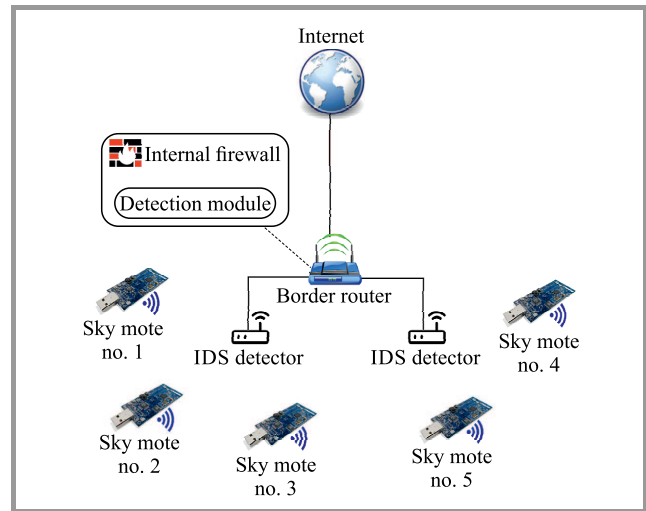 Internet
Internal firewall
Detection module
Border router
Sky mote
no. 1
IDS detector
IDS detector
Sky mote
no. 4
Sky mote
no. 2
Sky mote
no. 3
Sky mote
no. 5